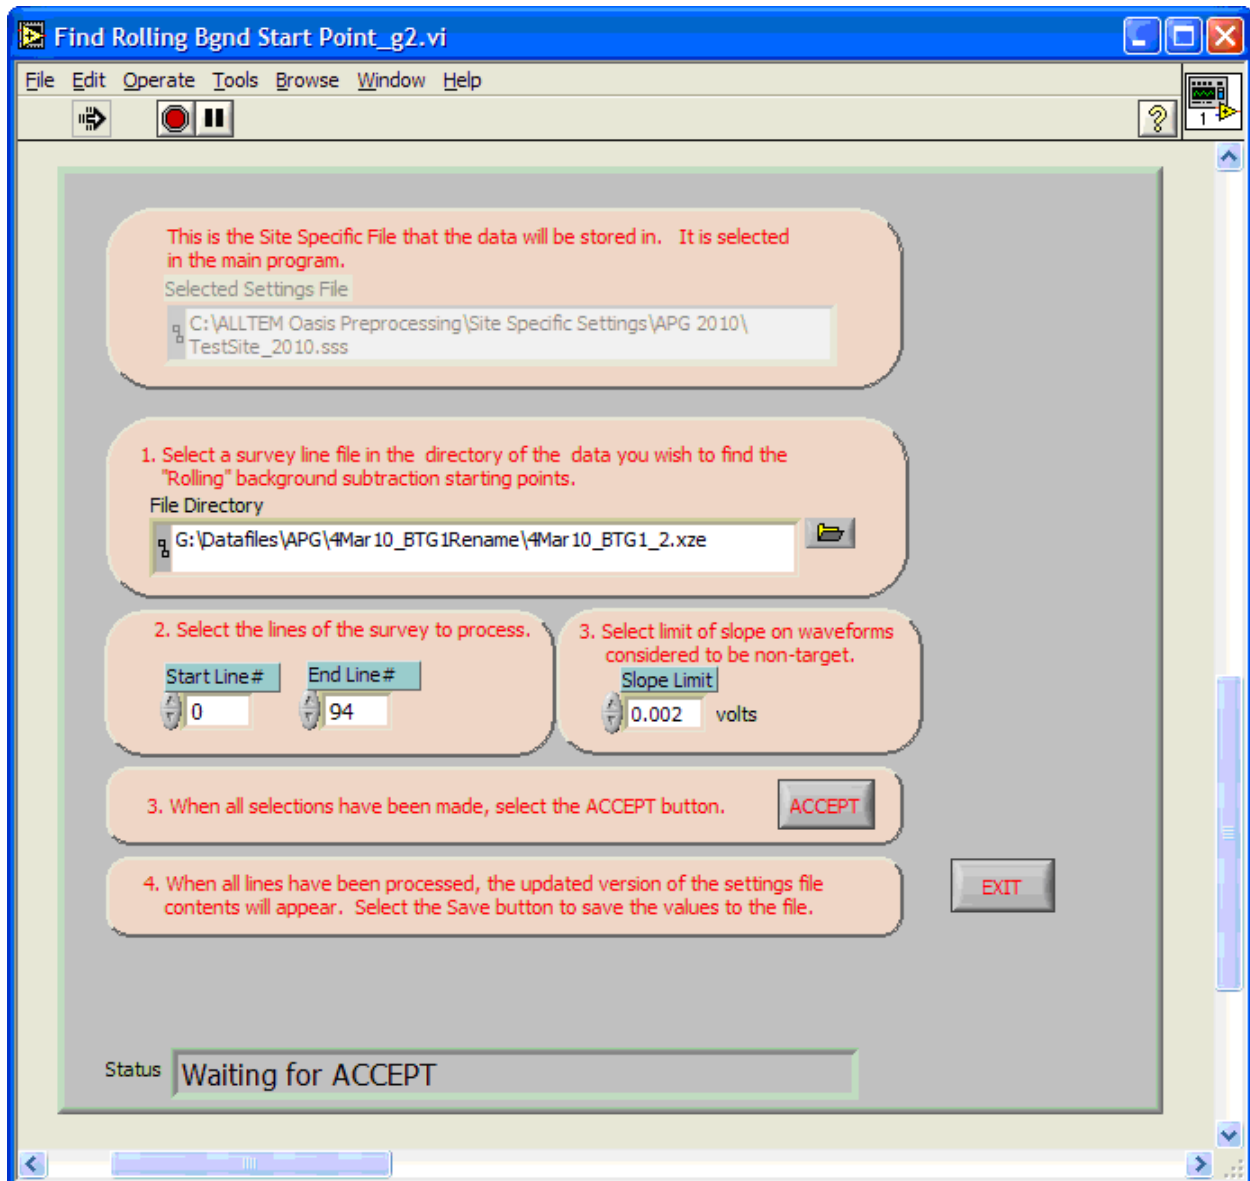 Find Rolling Bgnd Start Point_g2.vi
File Edit Operate Tools Browse Window Help
?
1
This is the Site Specific File that the data will be stored in. It is selected
in the main program.
Selected Settings File
C:\ALLTEM Oasis Preprocessing\Site Specific Settings\APG 2010\
TestSite_2010.sss
1. Select a survey line file in the directory of the data you wish to find the
"Rolling" background subtraction starting points.
File Directory
G:\Datafiles\APG\4Mar10_BTG1Rename\4Mar10_BTG1_2.xze
2. Select the lines of the survey to process.
Start Line# End Line#
0 94
3. Select limit of slope on waveforms
considered to be non-target.
Slope Limit
0.002 volts
3. When all selections have been made, select the ACCEPT button.
ACCEPT
4. When all lines have been processed, the updated version of the settings file
contents will appear. Select the Save button to save the values to the file.
EXIT
Status Waiting for ACCEPT